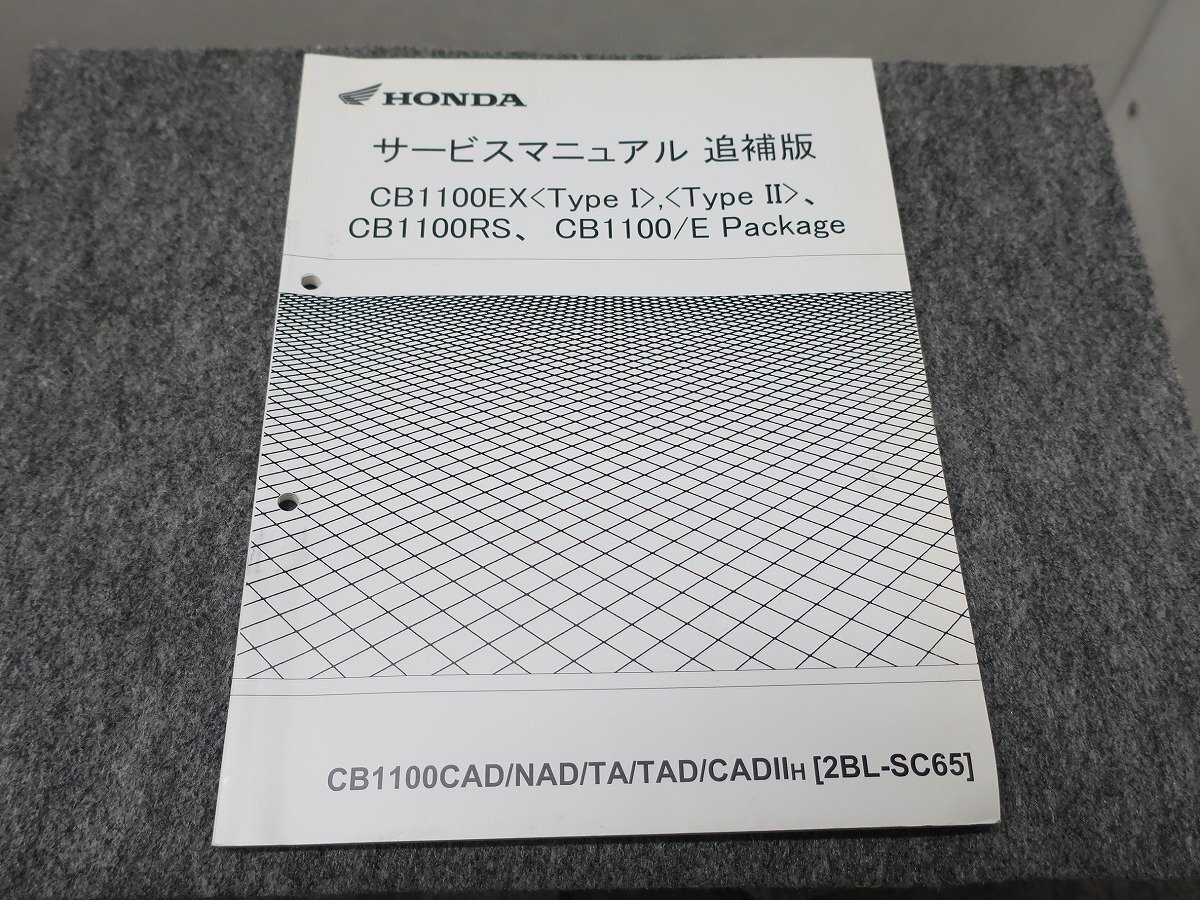 HONDA
サービスマニュアル 追補版
CB1100EX<Type I>,<Type II>、
CB1100RS、 CB1100/E Package
CB1100CAD/NAD/TA/TAD/CADIIH [2BL-SC65]